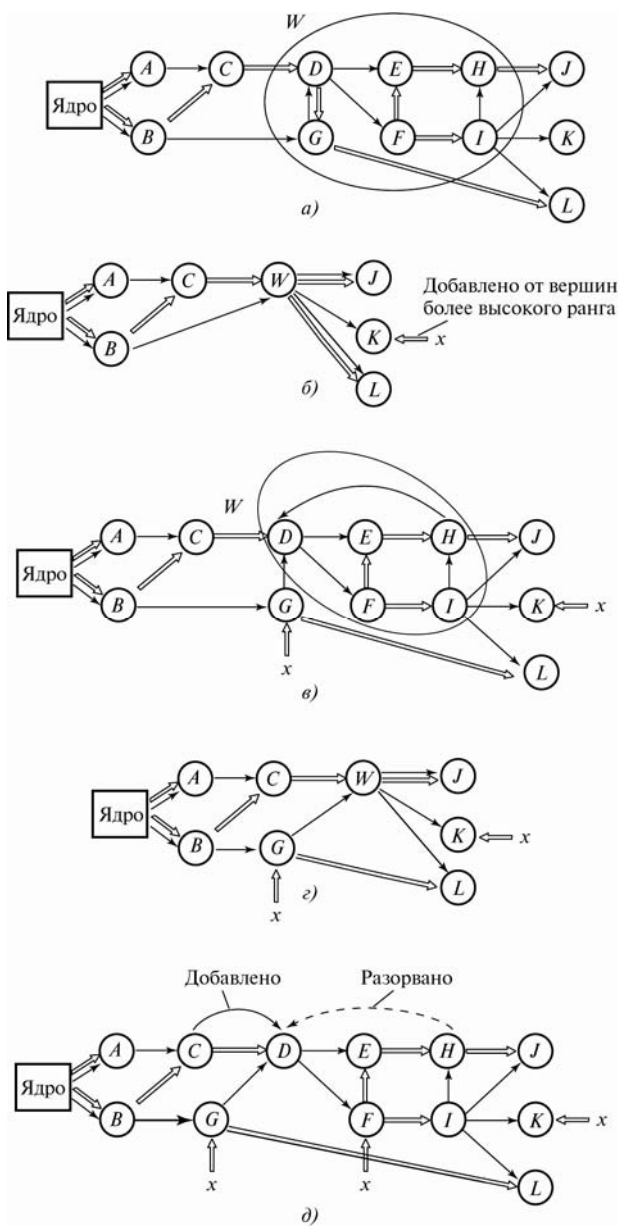 W
A C D E H J
Ядро
B G F I K
L
а)
A C W J
Ядро
Добавлено от вершин
более высокого ранга
B K x
L
б)
W
A C D E H J
Ядро
B G F I K x
x
L
в)
A C W J
Ядро
B G K x
L
x
г)
Добавлено Разорвано
A C D E H J
Ядро
B G F I K x
x x
L
д)